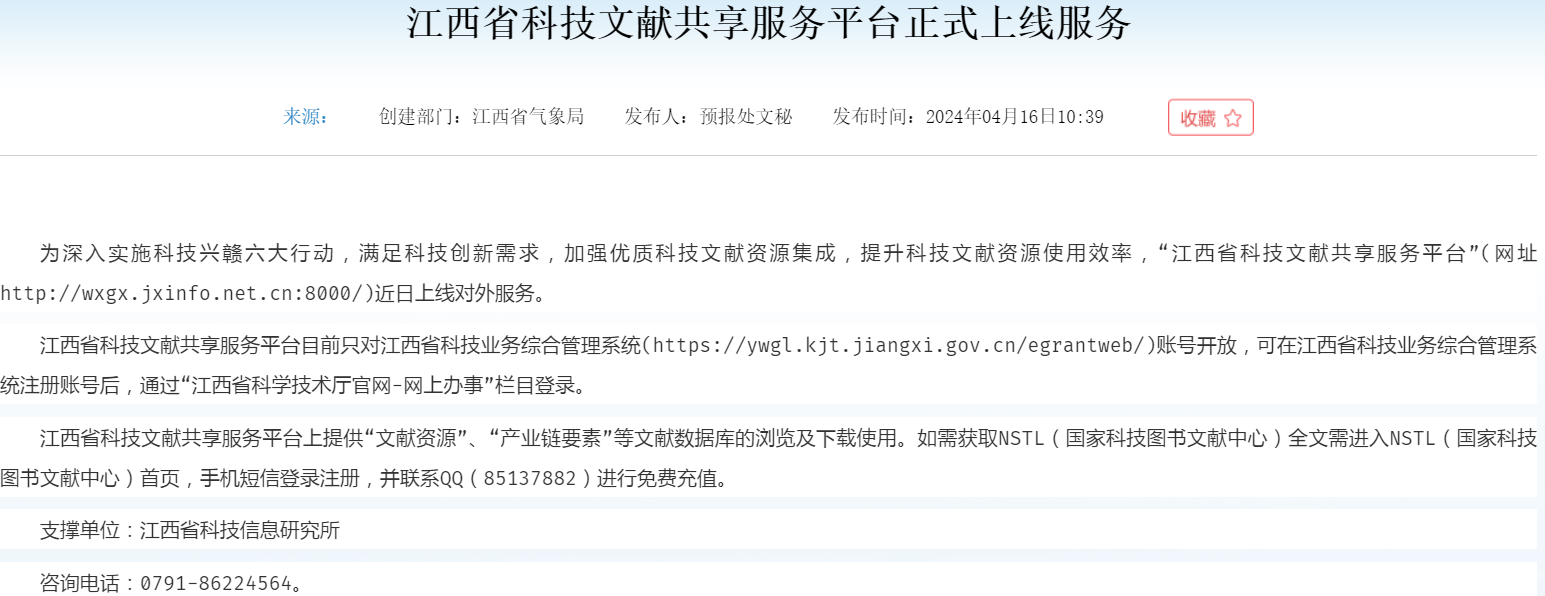 江西省科技文献共享服务平台正式上线服务
来源： 创建部门：江西省气象局 发布人：预报处文秘 发布时间：2024年04月16日10:39 收藏
为深入实施科技兴赣六大行动，满足科技创新需求，加强优质科技文献资源集成，提升科技文献资源使用效率，“江西省科技文献共享服务平台”(网址
http://wxgx.jxinfo.net.cn:8000/)近日上线对外服务。
江西省科技文献共享服务平台目前只对江西省科技业务综合管理系统(https://ywgl.kjt.jiangxi.gov.cn/egrantweb/)账号开放，可在江西省科技业务综合管理系
统注册账号后，通过“江西省科学技术厅官网-网上办事”栏目登录。
江西省科技文献共享服务平台上提供“文献资源”、“产业链要素”等文献数据库的浏览及下载使用。如需获取NSTL（国家科技图书文献中心）全文需进入NSTL（国家科技
图书文献中心）首页，手机短信登录注册，并联系QQ（85137882）进行免费充值。
支撑单位：江西省科技信息研究所
咨询电话：0791-86224564。